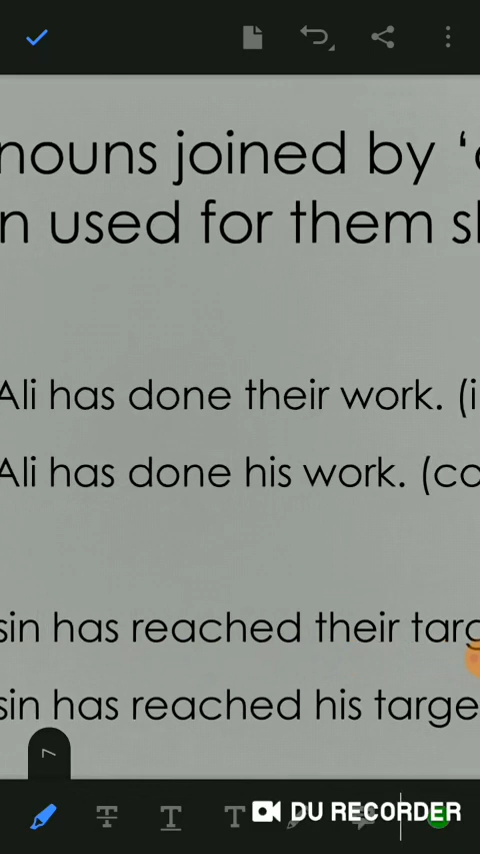 nouns joined by ‘
n used for them s
Ali has done their work. (i
Ali has done his work. (co
sin has reached their targ
sin has reached his targe
7
T T T
DU RECORDER